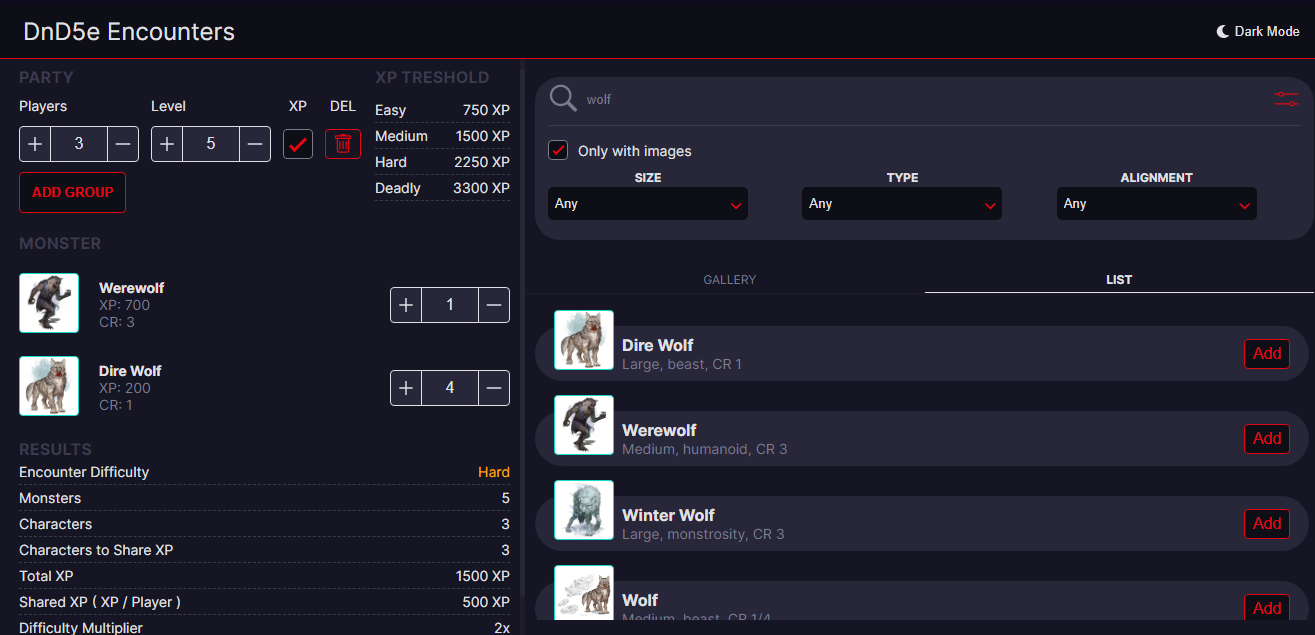 DnD5e Encounters
Dark Mode
PARTY
Players Level XP DEL
3 5
ADD GROUP
XP TRESHOLD
Easy 750 XP
Medium 1500 XP
Hard 2250 XP
Deadly 3300 XP
MONSTER
Werewolf
XP: 700
CR: 3
1
Dire Wolf
XP: 200
CR: 1
4
RESULTS
Encounter Difficulty Hard
Monsters 5
Characters 3
Characters to Share XP 3
Total XP 1500 XP
Shared XP ( XP / Player ) 500 XP
Difficulty Multiplier 2x
wolf
Only with images
SIZE TYPE ALIGNMENT
Any Any Any
GALLERY LIST
Dire Wolf
Large, beast, CR 1
Add
Werewolf
Medium, humanoid, CR 3
Add
Winter Wolf
Large, monstrosity, CR 3
Add
Wolf
Medium, beast, CR 1/4
Add